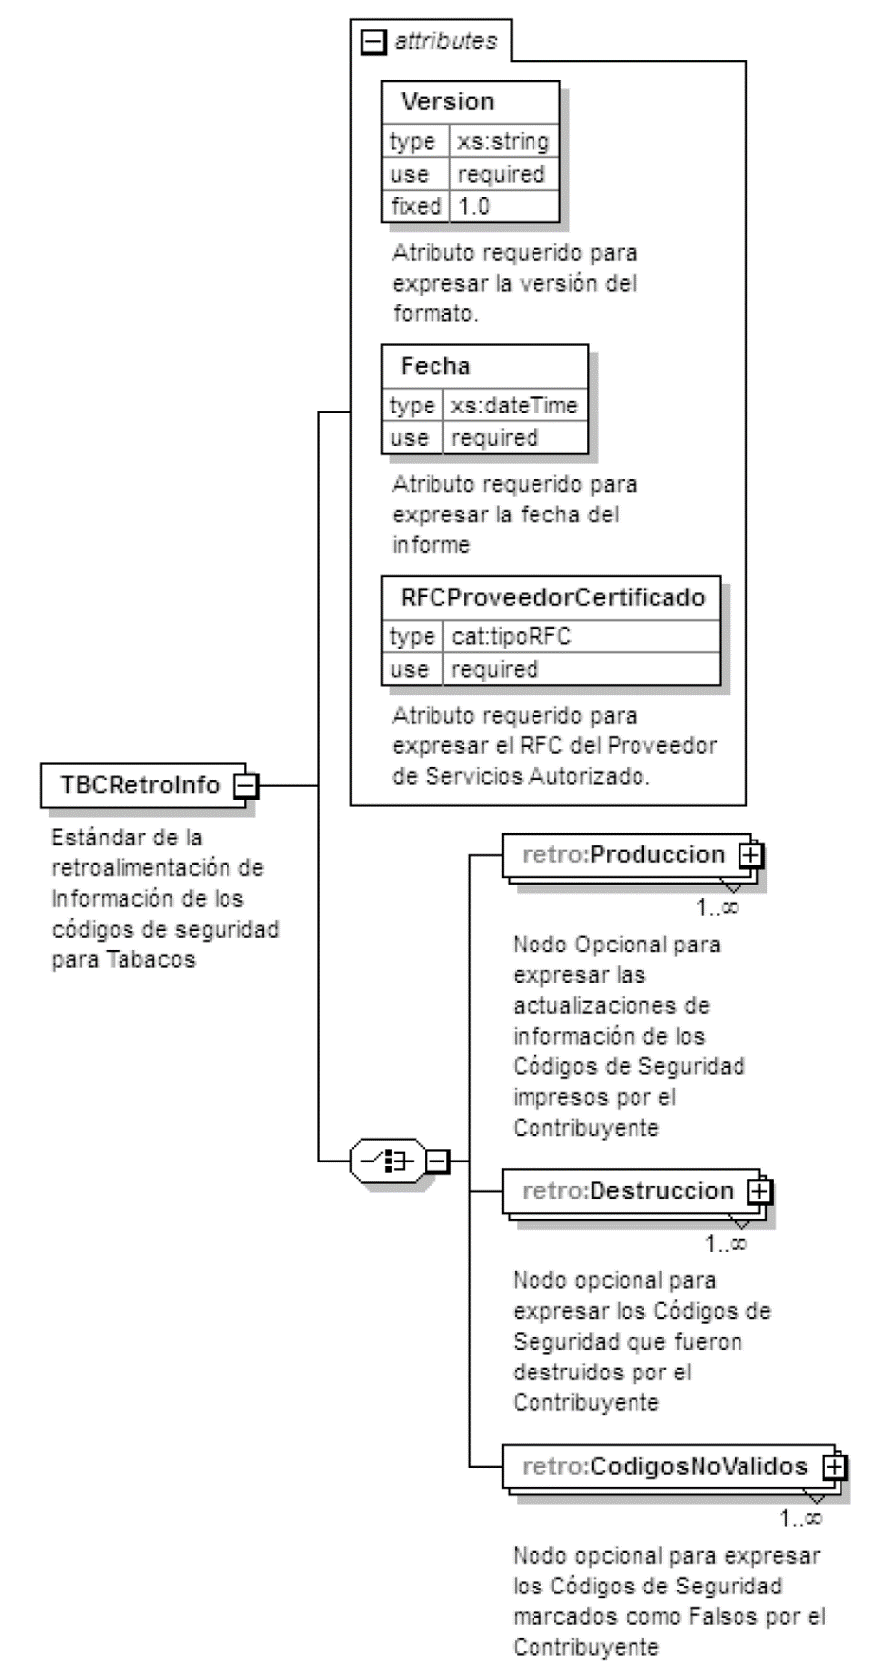 attributes
Version
type xs:string
use required
fixed 1.0
Atributo requerido para
expresar la versión del
formato.
Fecha
type xs:dateTime
use required
Atributo requerido para
expresar la fecha del
informe
RFCProveedorCertificado
type cat:tipoRFC
use required
Atributo requerido para
expresar el RFC del Proveedor
de Servicios Autorizado.
TBCRetroInfo
Estándar de la
retroalimentación de
Información de los
códigos de seguridad
para Tabacos
retro:Produccion
1..∞
Nodo Opcional para
expresar las
actualizaciones de
información de los
Códigos de Seguridad
impresos por el
Contribuyente
retro:Destruccion
1..∞
Nodo opcional para
expresar los Códigos de
Seguridad que fueron
destruidos por el
Contribuyente
retro:CodigosNoValidos
1..∞
Nodo opcional para expresar
los Códigos de Seguridad
marcados como Falsos por el
Contribuyente